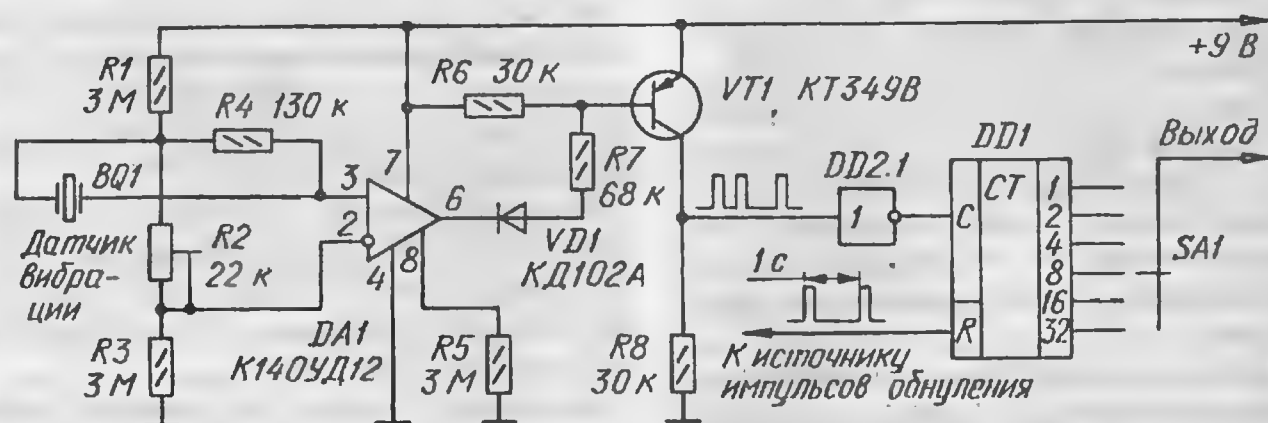 +9 В
R1
3 М
R4 130 к
R6 30 к
VT1 КТ349В
BQ1
3
7
2
6
4
8
R7
68 к
DD2.1
1
DD1
C
CT
R
1
2
4
8
16
32
Выход
SA1
Датчик
вибра-
ции
R2
22 к
VD1
КД102А
1 с
R3
3 М
DA1
К140УД12
R5
3 М
R8
30 к
К источнику
импульсов обнуления